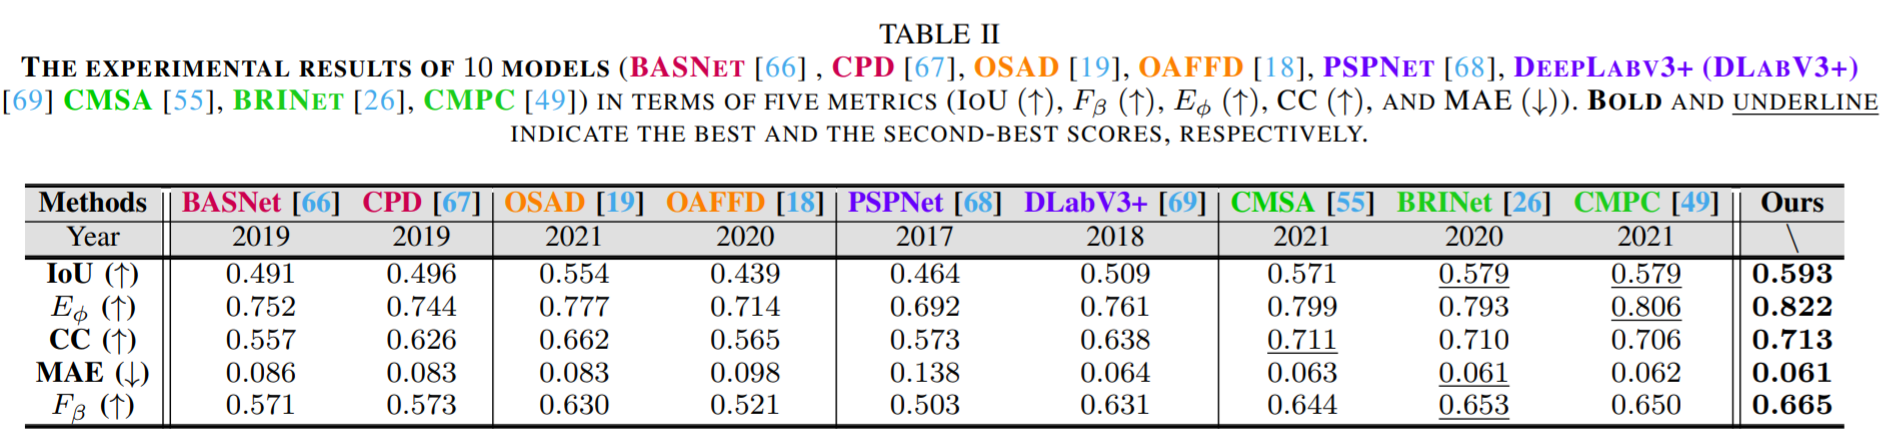 TABLE II
THE EXPERIMENTAL RESULTS OF 10 MODELS (BASNET [66] , CPD [67], OSAD [19], OAFFD [18], PSPNET [68], DEEPLABV3+ (DLABV3+)
[69] CMSA [55], BRINET [26], CMPC [49]) IN TERMS OF FIVE METRICS (IOU (↑), Fβ (↑), Eϕ (↑), CC (↑), AND MAE (↓)). BOLD AND UNDERLINE
INDICATE THE BEST AND THE SECOND-BEST SCORES, RESPECTIVELY.
Methods BASNet [66] CPD [67] OSAD [19] OAFFD [18] PSPNet [68] DLabV3+ [69] CMSA [55] BRINet [26] CMPC [49] Ours
Year 2019 2019 2021 2020 2017 2018 2021 2020 2021 \
IoU (↑) 0.491 0.496 0.554 0.439 0.464 0.509 0.571 0.579 0.579 0.593
Eϕ (↑) 0.752 0.744 0.777 0.714 0.692 0.761 0.799 0.793 0.806 0.822
CC (↑) 0.557 0.626 0.662 0.565 0.573 0.638 0.711 0.710 0.706 0.713
MAE (↓) 0.086 0.083 0.083 0.098 0.138 0.064 0.063 0.061 0.062 0.061
Fβ (↑) 0.571 0.573 0.630 0.521 0.503 0.631 0.644 0.653 0.650 0.665